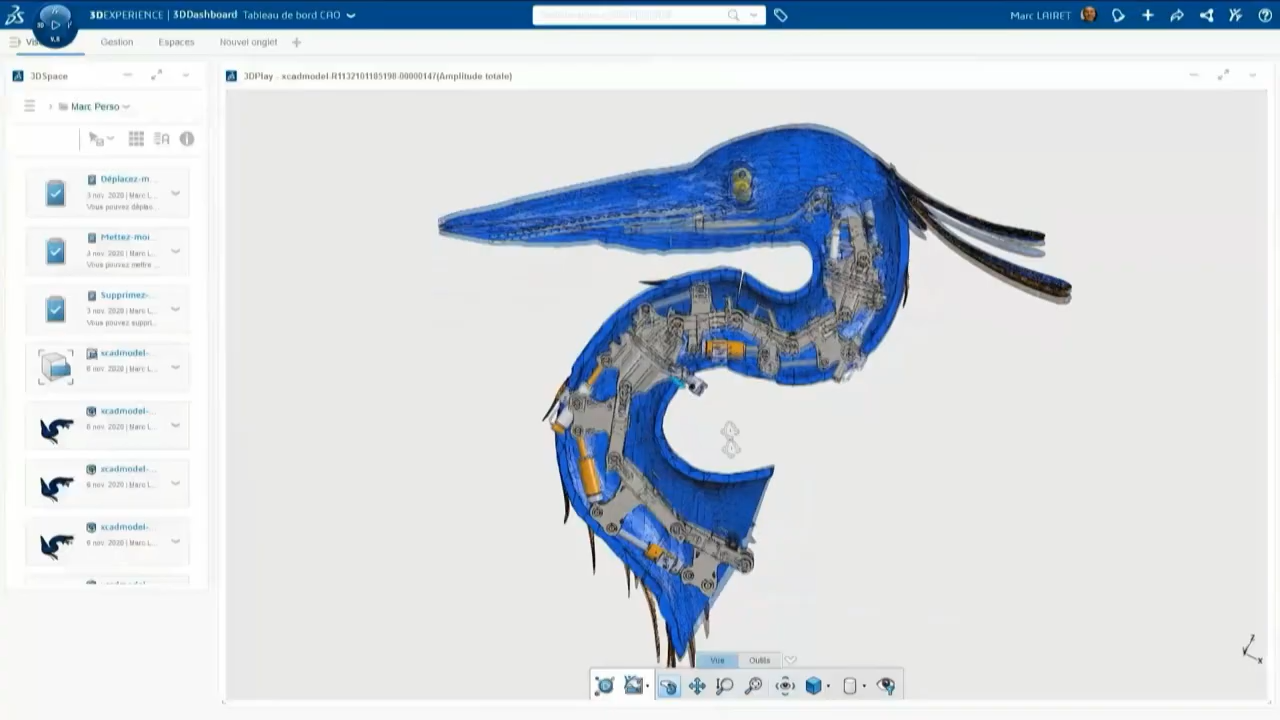 3DEXPERIENCE | 3DDashboard Tableau de bord CAO
Marc LAIRET
3D
V.R
Gestion
Espaces
Nouvel onglet
3DSpace
3DPlay - xcadmodel-R1132101105198-00000147(Amplitude totale)
Marc Perso
Déplacez-m...
3 nov. 2020 | Marc L...
Vous pouvez déplac...
Mettez-moi
3 nov. 2020 | Marc L...
Vous pouvez mettre ...
Supprimez-...
3 nov. 2020 | Marc L...
Vous pouvez suppri...
xcadmodel-...
6 nov. 2020 | Marc L...
xcadmodel-...
6 nov. 2020 | Marc L...
xcadmodel-...
6 nov. 2020 | Marc L...
xcadmodel-...
6 nov. 2020 | Marc L...
Vue
Outils
Z
X